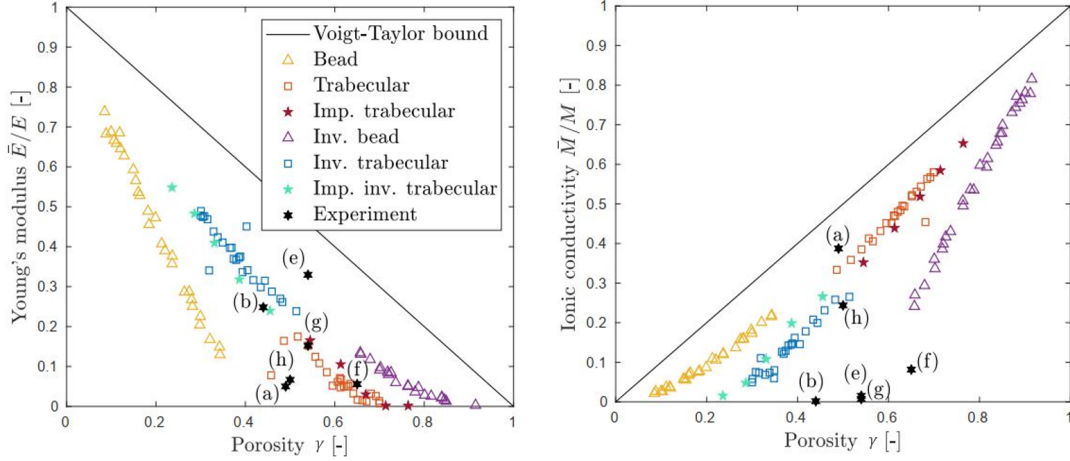 1
0.9
0.8
0.7
0.6
0.5
0.4
0.3
0.2
0.1
0
Young's modulus Ē/E [-]
Voigt-Taylor bound
Bead
Trabecular
Imp. trabecular
Inv. bead
Inv. trabecular
Imp. inv. trabecular
Experiment
(e)
(b)
(g)
(h)
(f)
(a)
0 0.2 0.4 0.6 0.8 1
Porosity γ [-]
1
0.9
0.8
0.7
0.6
0.5
0.4
0.3
0.2
0.1
0
Ionic conductivity M̄/M [-]
(a)
(h)
(f)
(e)
(b)
(g)
0 0.2 0.4 0.6 0.8 1
Porosity γ [-]